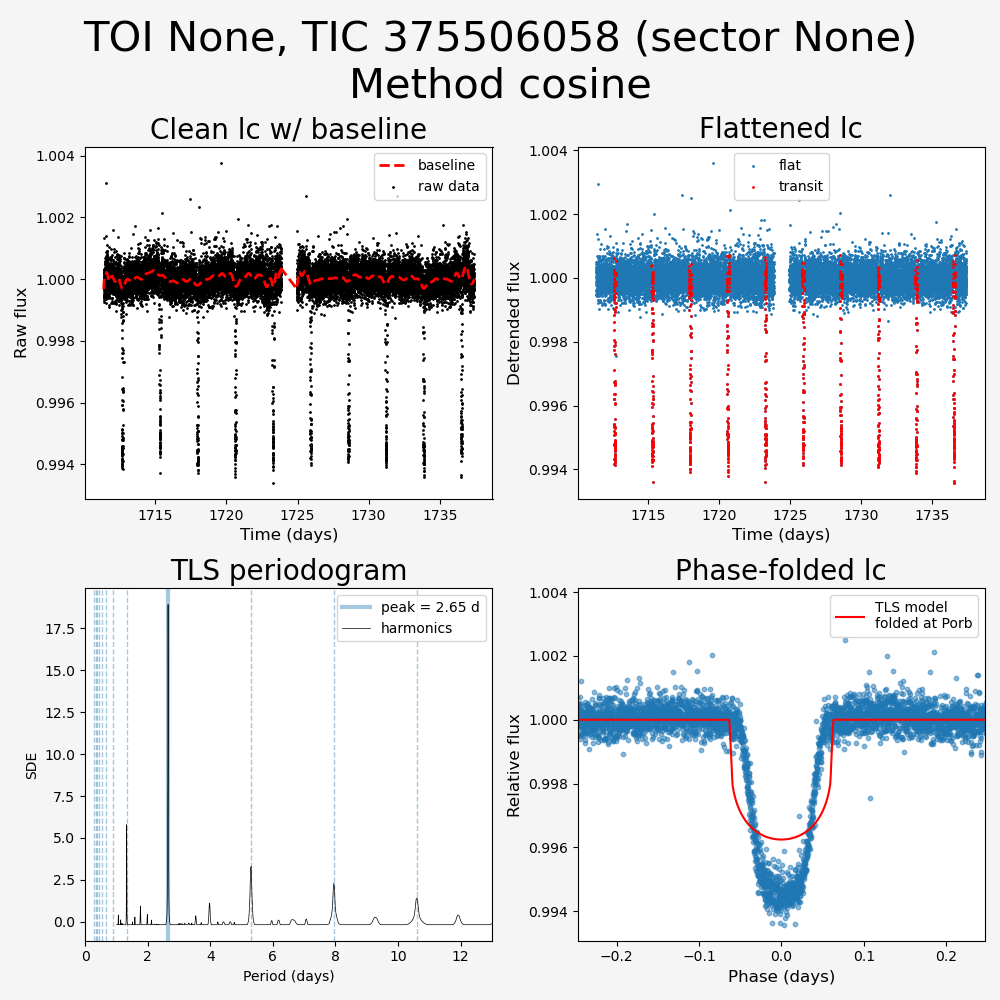 TOI None, TIC 375506058 (sector None)
Method cosine
Clean lc w/ baseline
Flattened lc
1.004
1.002
1.000
0.998
0.996
0.994
Raw flux
baseline
raw data
1715
1720
1725
1730
1735
Time (days)
1.004
1.002
1.000
0.998
0.996
0.994
Detrended flux
flat
transit
1715
1720
1725
1730
1735
Time (days)
TLS periodogram
Phase-folded lc
17.5
15.0
12.5
10.0
7.5
5.0
2.5
0.0
SDE
peak = 2.65 d
harmonics
0
2
4
6
8
10
12
Period (days)
1.004
1.002
1.000
0.998
0.996
0.994
Relative flux
TLS model
folded at Porb
−0.2
−0.1
0.0
0.1
0.2
Phase (days)